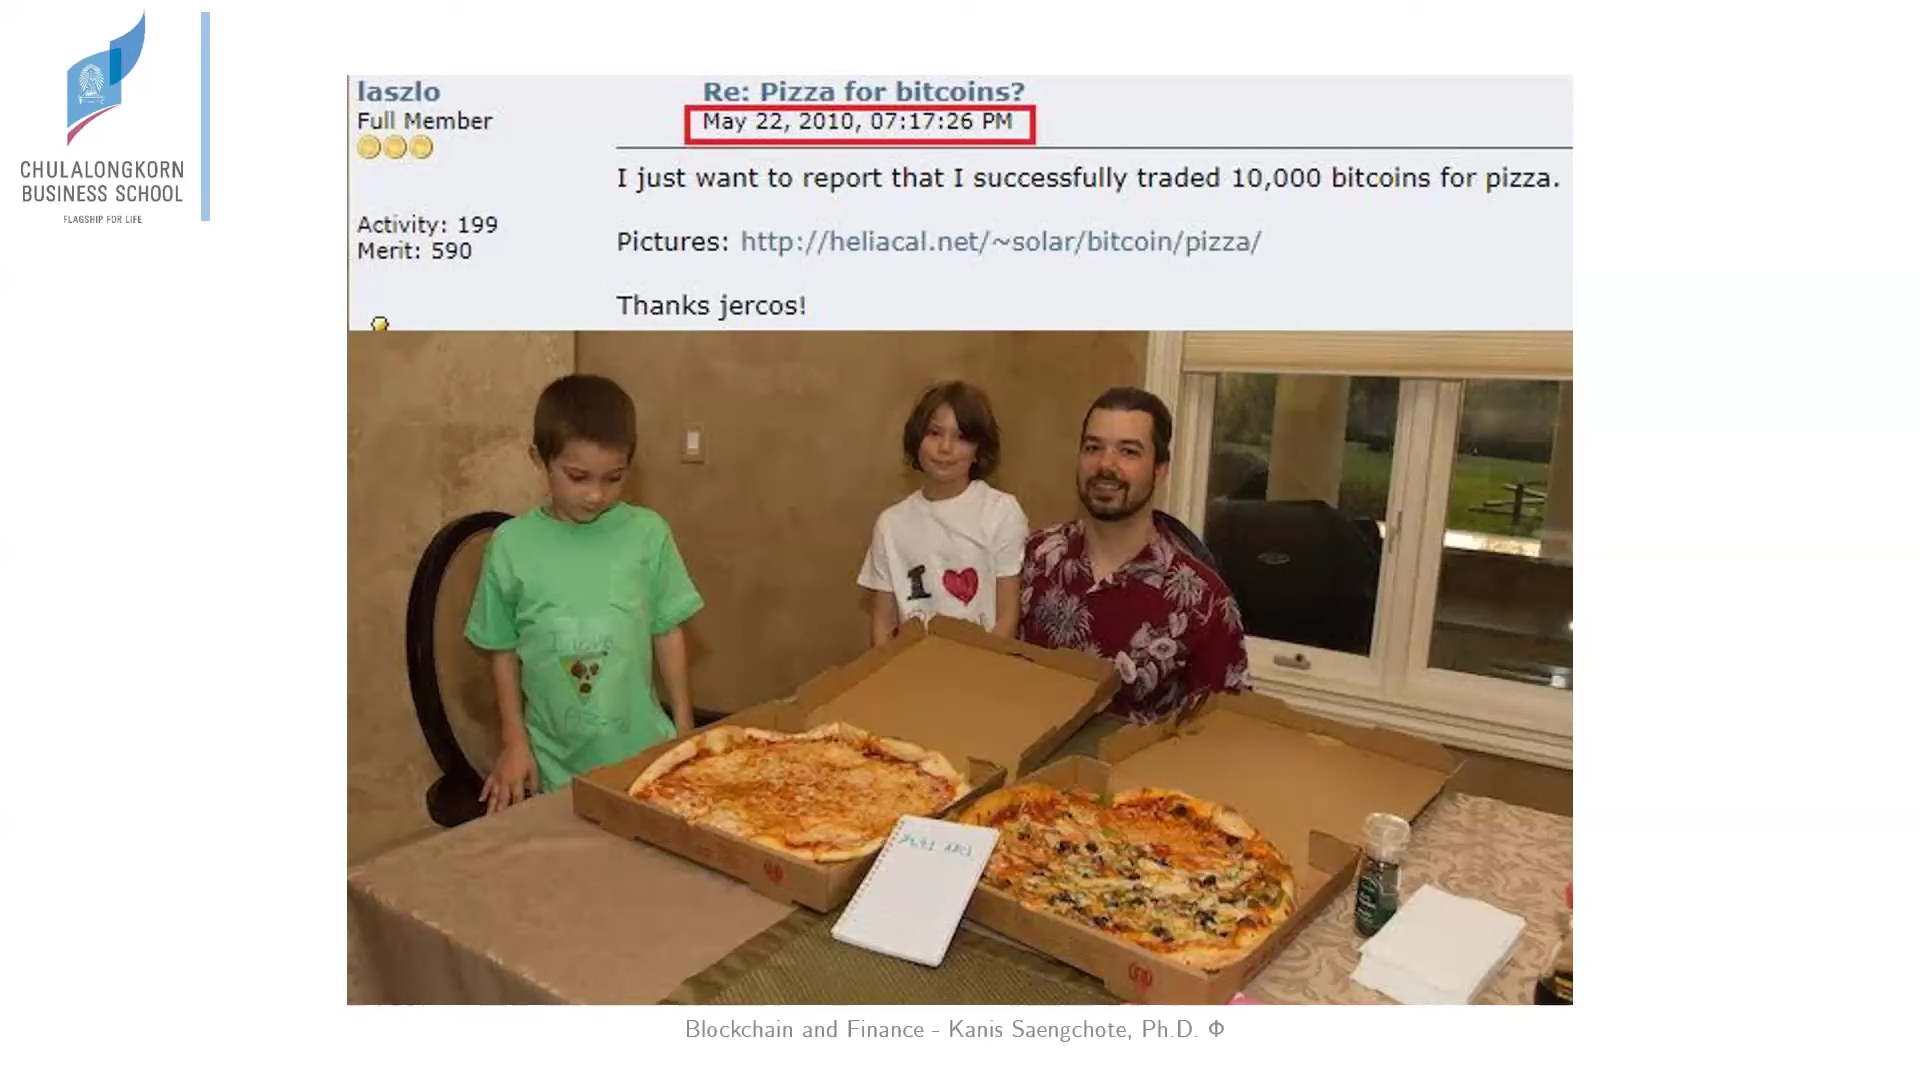 CHULALONGKORN
BUSINESS SCHOOL
FLAGSHIP FOR LIFE
laszlo
Full Member
Activity: 199
Merit: 590
Re: Pizza for bitcoins?
May 22, 2010, 07:17:26 PM
I just want to report that I successfully traded 10,000 bitcoins for pizza.
Pictures: http://heliacal.net/~solar/bitcoin/pizza/
Thanks jercos!
I
I love
Blockchain and Finance - Kanis Saengchote, Ph.D. Φ